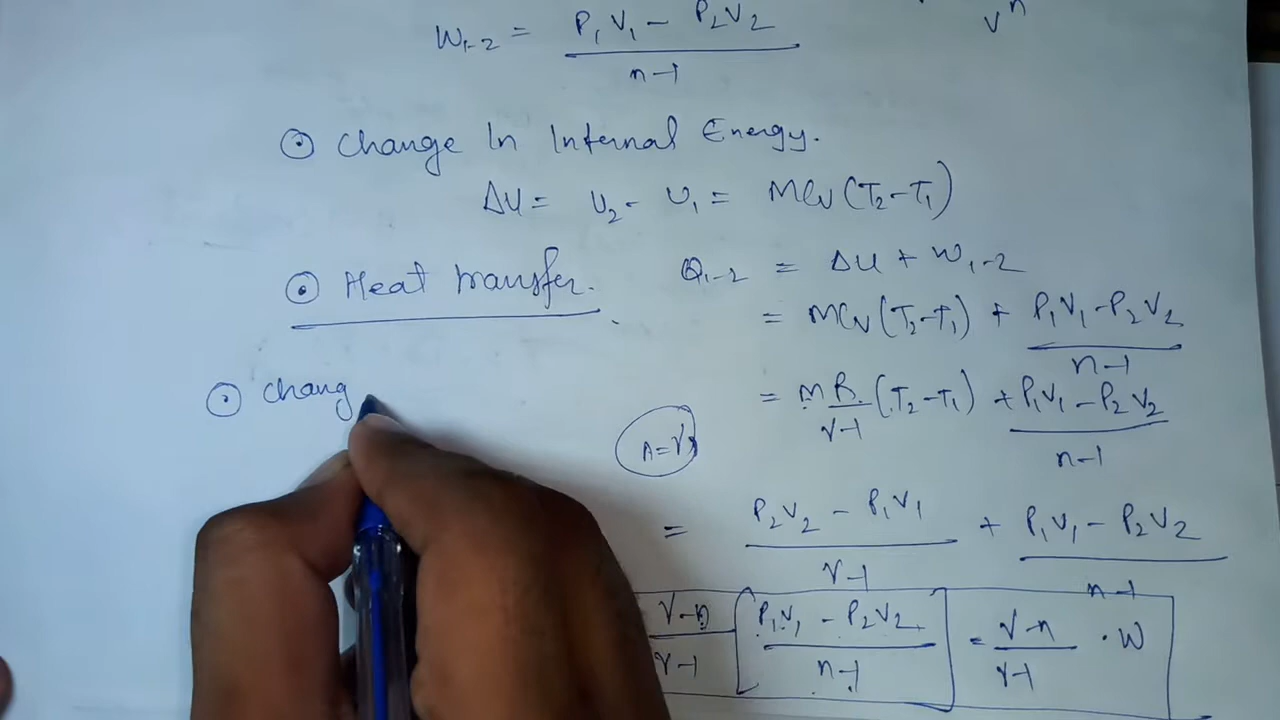 W₁₋₂ = P₁V₁ - P₂V₂ / n-1
Vⁿ
⊙ Change In Internal Energy.
ΔU = U₂ - U₁ = MCv (T₂-T₁)
⊙ Heat transfer. Q₁₋₂ = ΔU + W₁₋₂
= MCv (T₂-T₁) + P₁V₁-P₂V₂ / n-1
⊙ Chang
= MR / γ-1 (T₂-T₁) + P₁V₁-P₂V₂ / n-1
= P₂V₂ - P₁V₁ / γ-1 + P₁V₁ - P₂V₂ / n-1
γ-n / γ-1 [ P₁V₁ - P₂V₂ / n-1 ] = γ-n / γ-1 . W